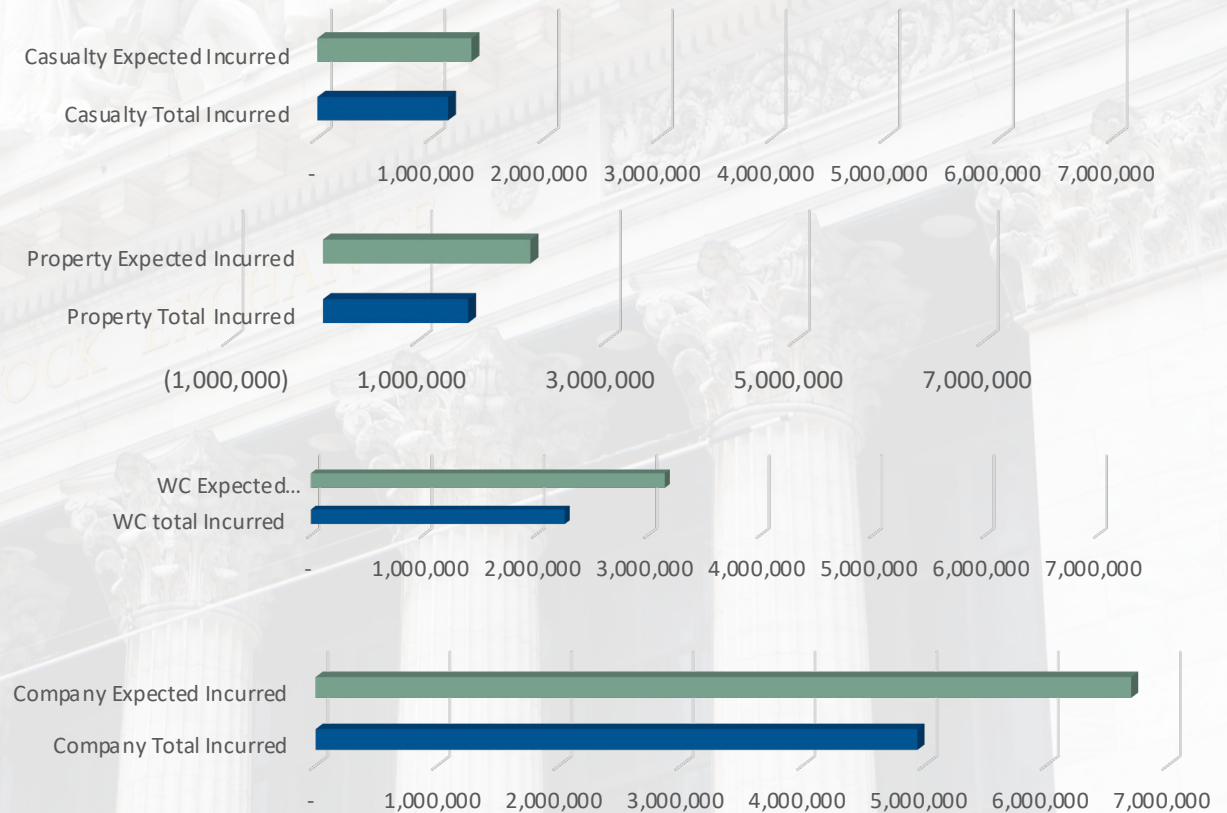 Casualty Expected Incurred
Casualty Total Incurred
- 1,000,000 2,000,000 3,000,000 4,000,000 5,000,000 6,000,000 7,000,000
Property Expected Incurred
Property Total Incurred
(1,000,000) 1,000,000 3,000,000 5,000,000 7,000,000
WC Expected...
WC total Incurred
- 1,000,000 2,000,000 3,000,000 4,000,000 5,000,000 6,000,000 7,000,000
Company Expected Incurred
Company Total Incurred
- 1,000,000 2,000,000 3,000,000 4,000,000 5,000,000 6,000,000 7,000,000